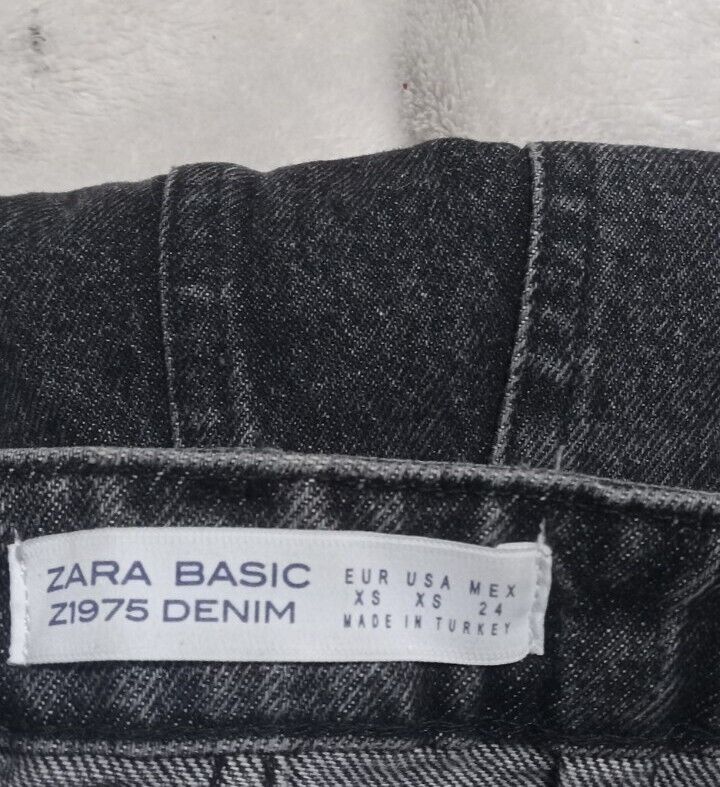 ZARA BASIC
Z1975 DENIM
EUR USA MEX
XS XS 24
MADE IN TURKEY